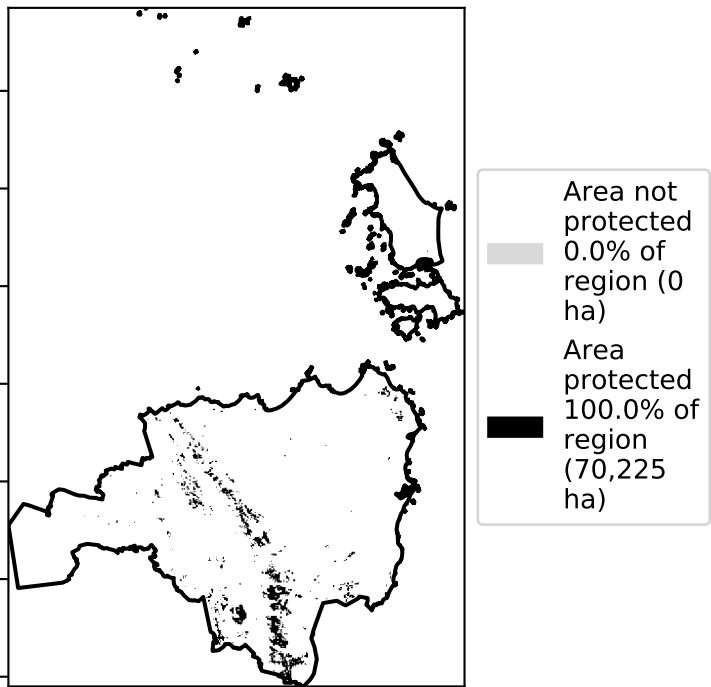 Area not
protected
0.0% of
region (0
ha)
Area
protected
100.0% of
region
(70,225
ha)